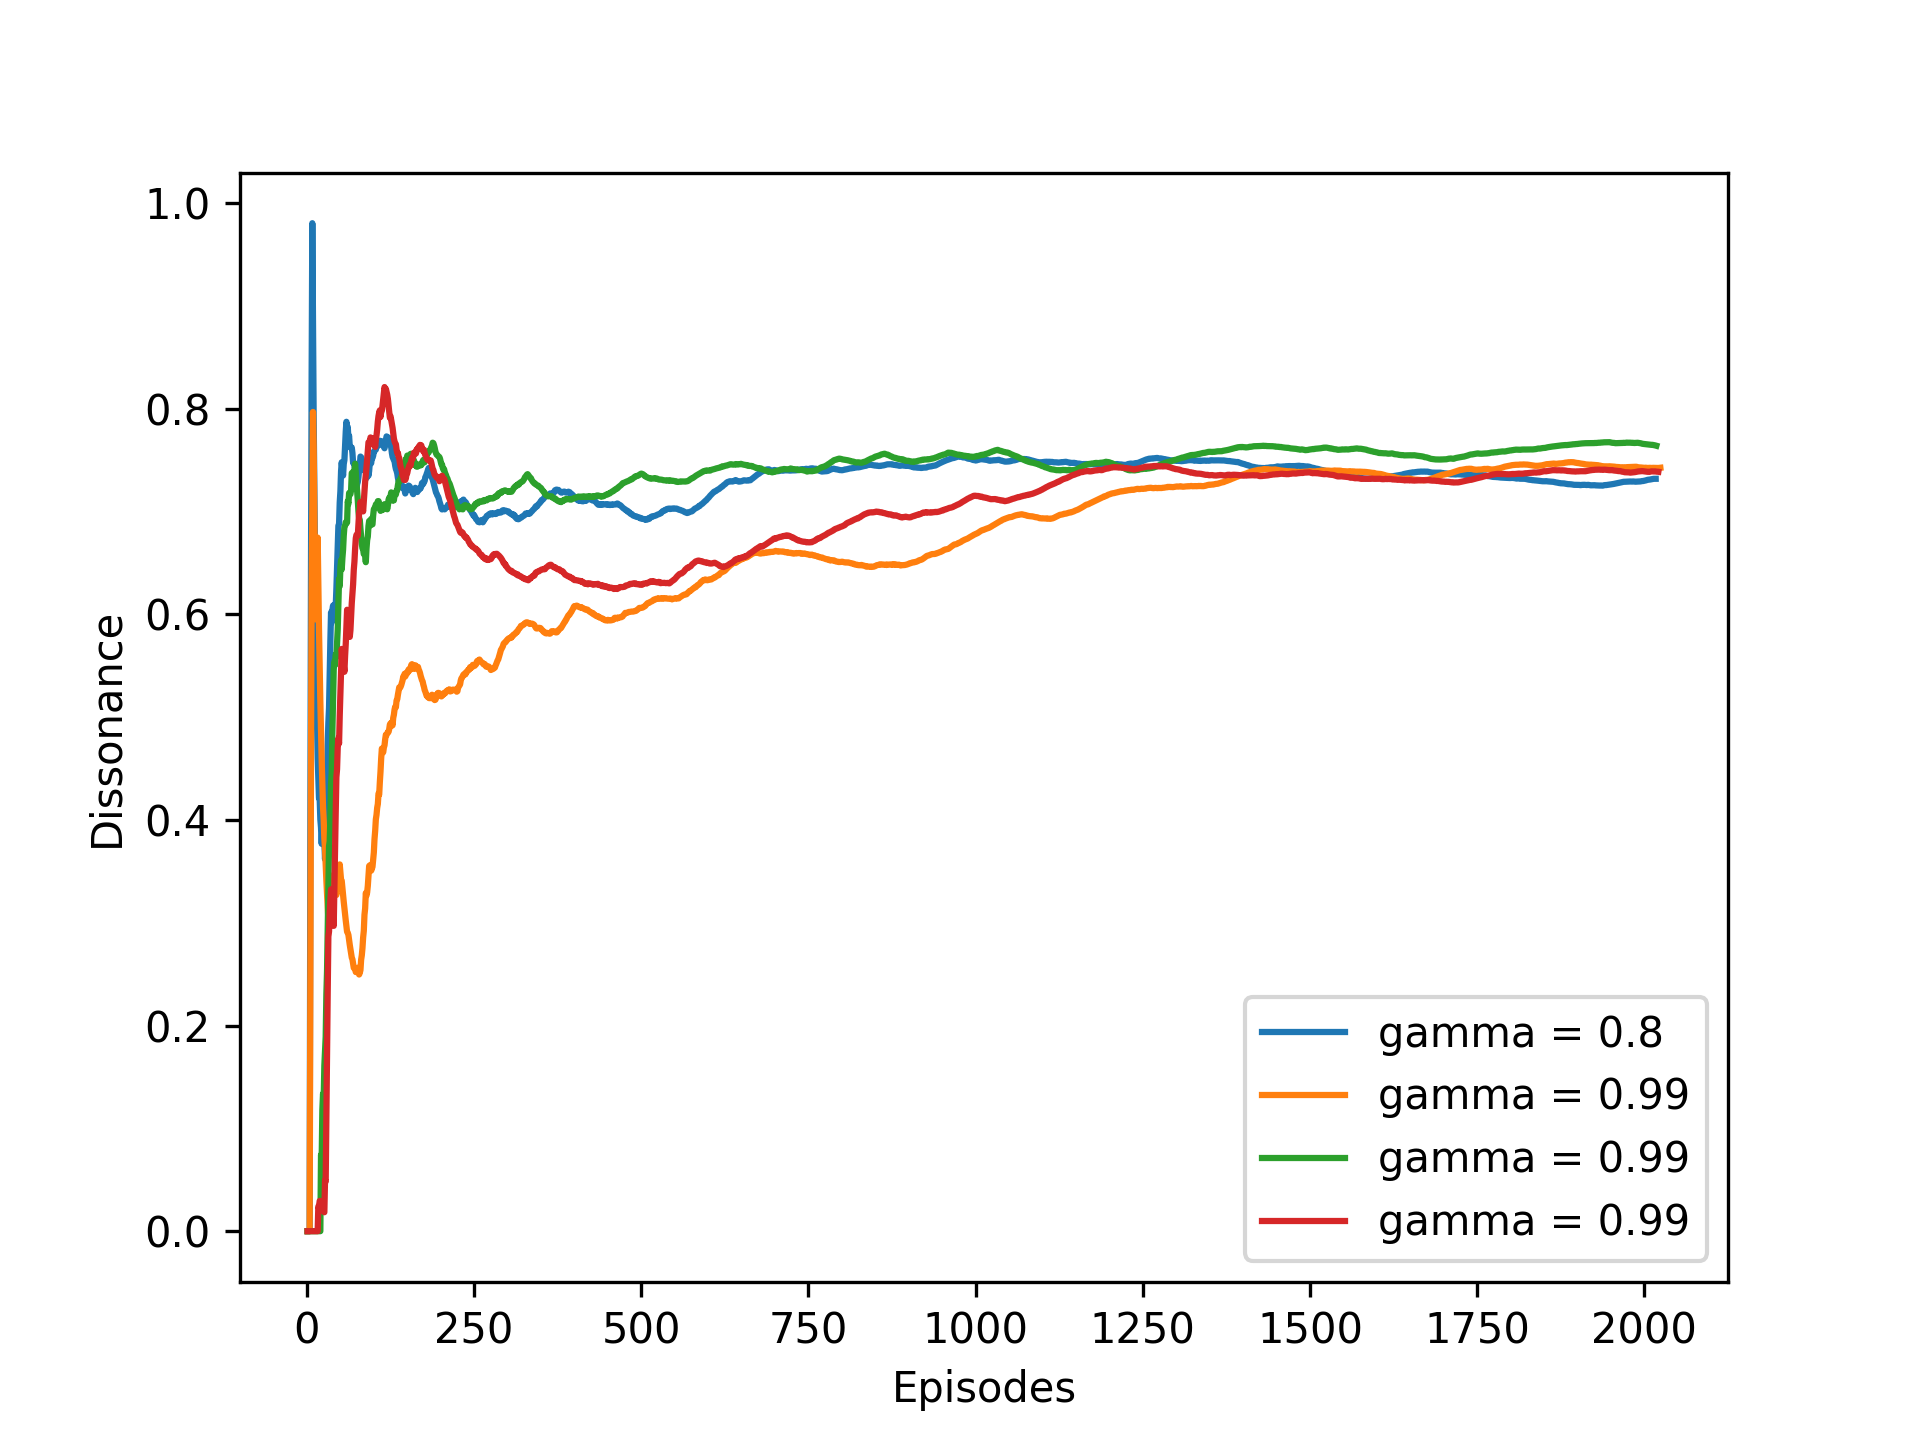 1.0
0.8
0.6
0.4
0.2
0.0
Dissonance
0 250 500 750 1000 1250 1500 1750 2000
Episodes
gamma = 0.8
gamma = 0.99
gamma = 0.99
gamma = 0.99